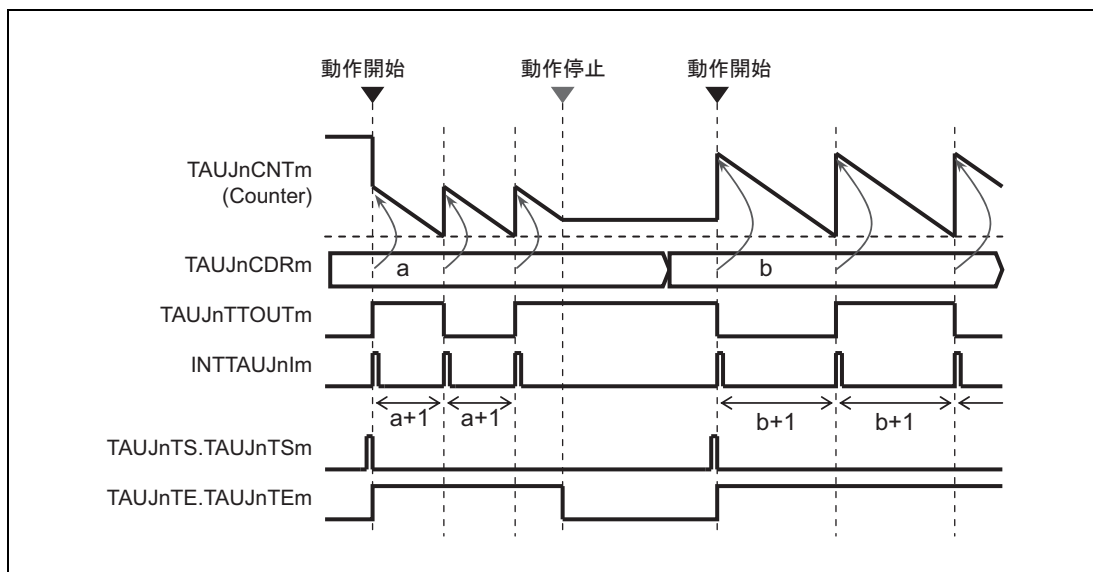 動作開始 動作停止 動作開始
TAUJnCNTm
(Counter)
TAUJnCDRm a b
TAUJnTTOUTm
INTTAUJnIm
a+1 a+1 b+1 b+1
TAUJnTS.TAUJnTSm
TAUJnTE.TAUJnTEm